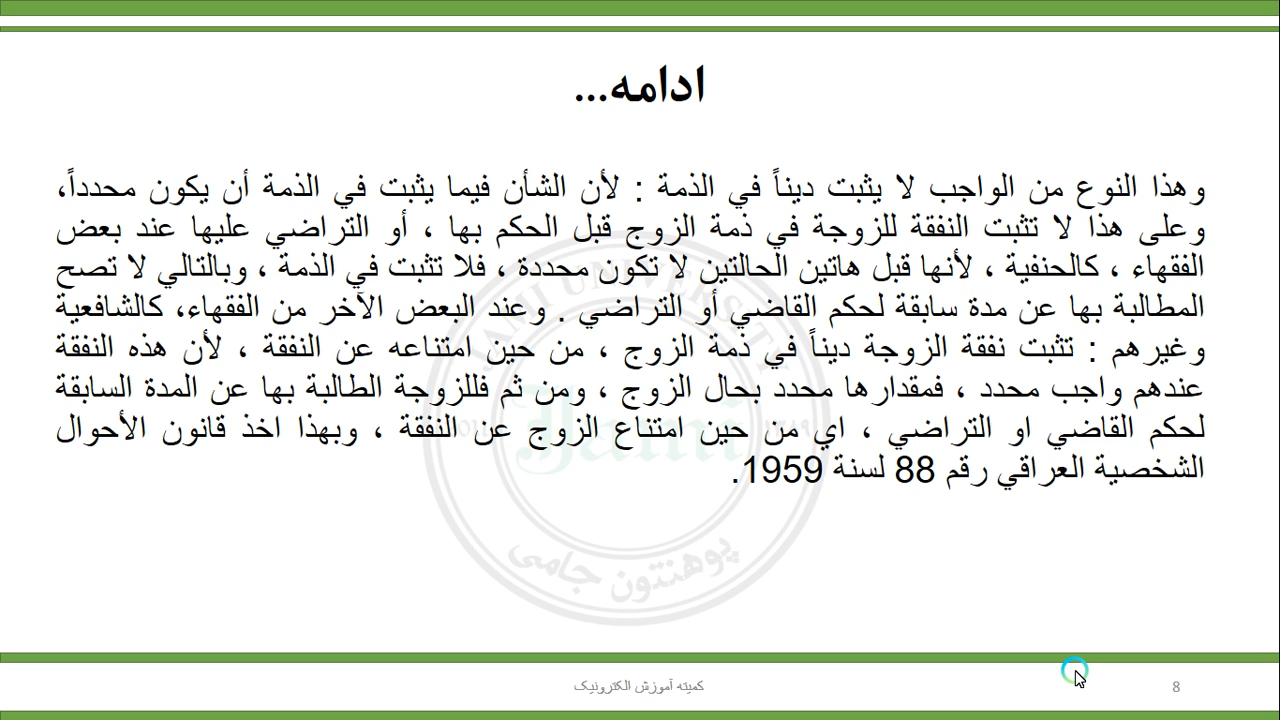 ادامه...
وهذا النوع من الواجب لا يثبت ديناً في الذمة : لأن الشأن فيما يثبت في الذمة أن يكون محدداً،
وعلى هذا لا تثبت النفقة للزوجة في ذمة الزوج قبل الحكم بها ، أو التراضي عليها عند بعض
الفقهاء ، كالحنفية ، لأنها قبل هاتين الحالتين لا تكون محددة ، فلا تثبت في الذمة ، وبالتالي لا تصح
المطالبة بها عن مدة سابقة لحكم القاضي أو التراضي . وعند البعض الآخر من الفقهاء، كالشافعية
وغيرهم : تثبت نفقة الزوجة ديناً في ذمة الزوج ، من حين امتناعه عن النفقة ، لأن هذه النفقة
عندهم واجب محدد ، فمقدارها محدد بحال الزوج ، ومن ثم فللزوجة الطالبة بها عن المدة السابقة
لحكم القاضي او التراضي ، اي من حين امتناع الزوج عن النفقة ، وبهذا اخذ قانون الأحوال
الشخصية العراقي رقم 88 لسنة 1959.
JAMI UNIVERSITY
Jami
پوهنتون جامی
کمیته آموزش الکترونیک
8